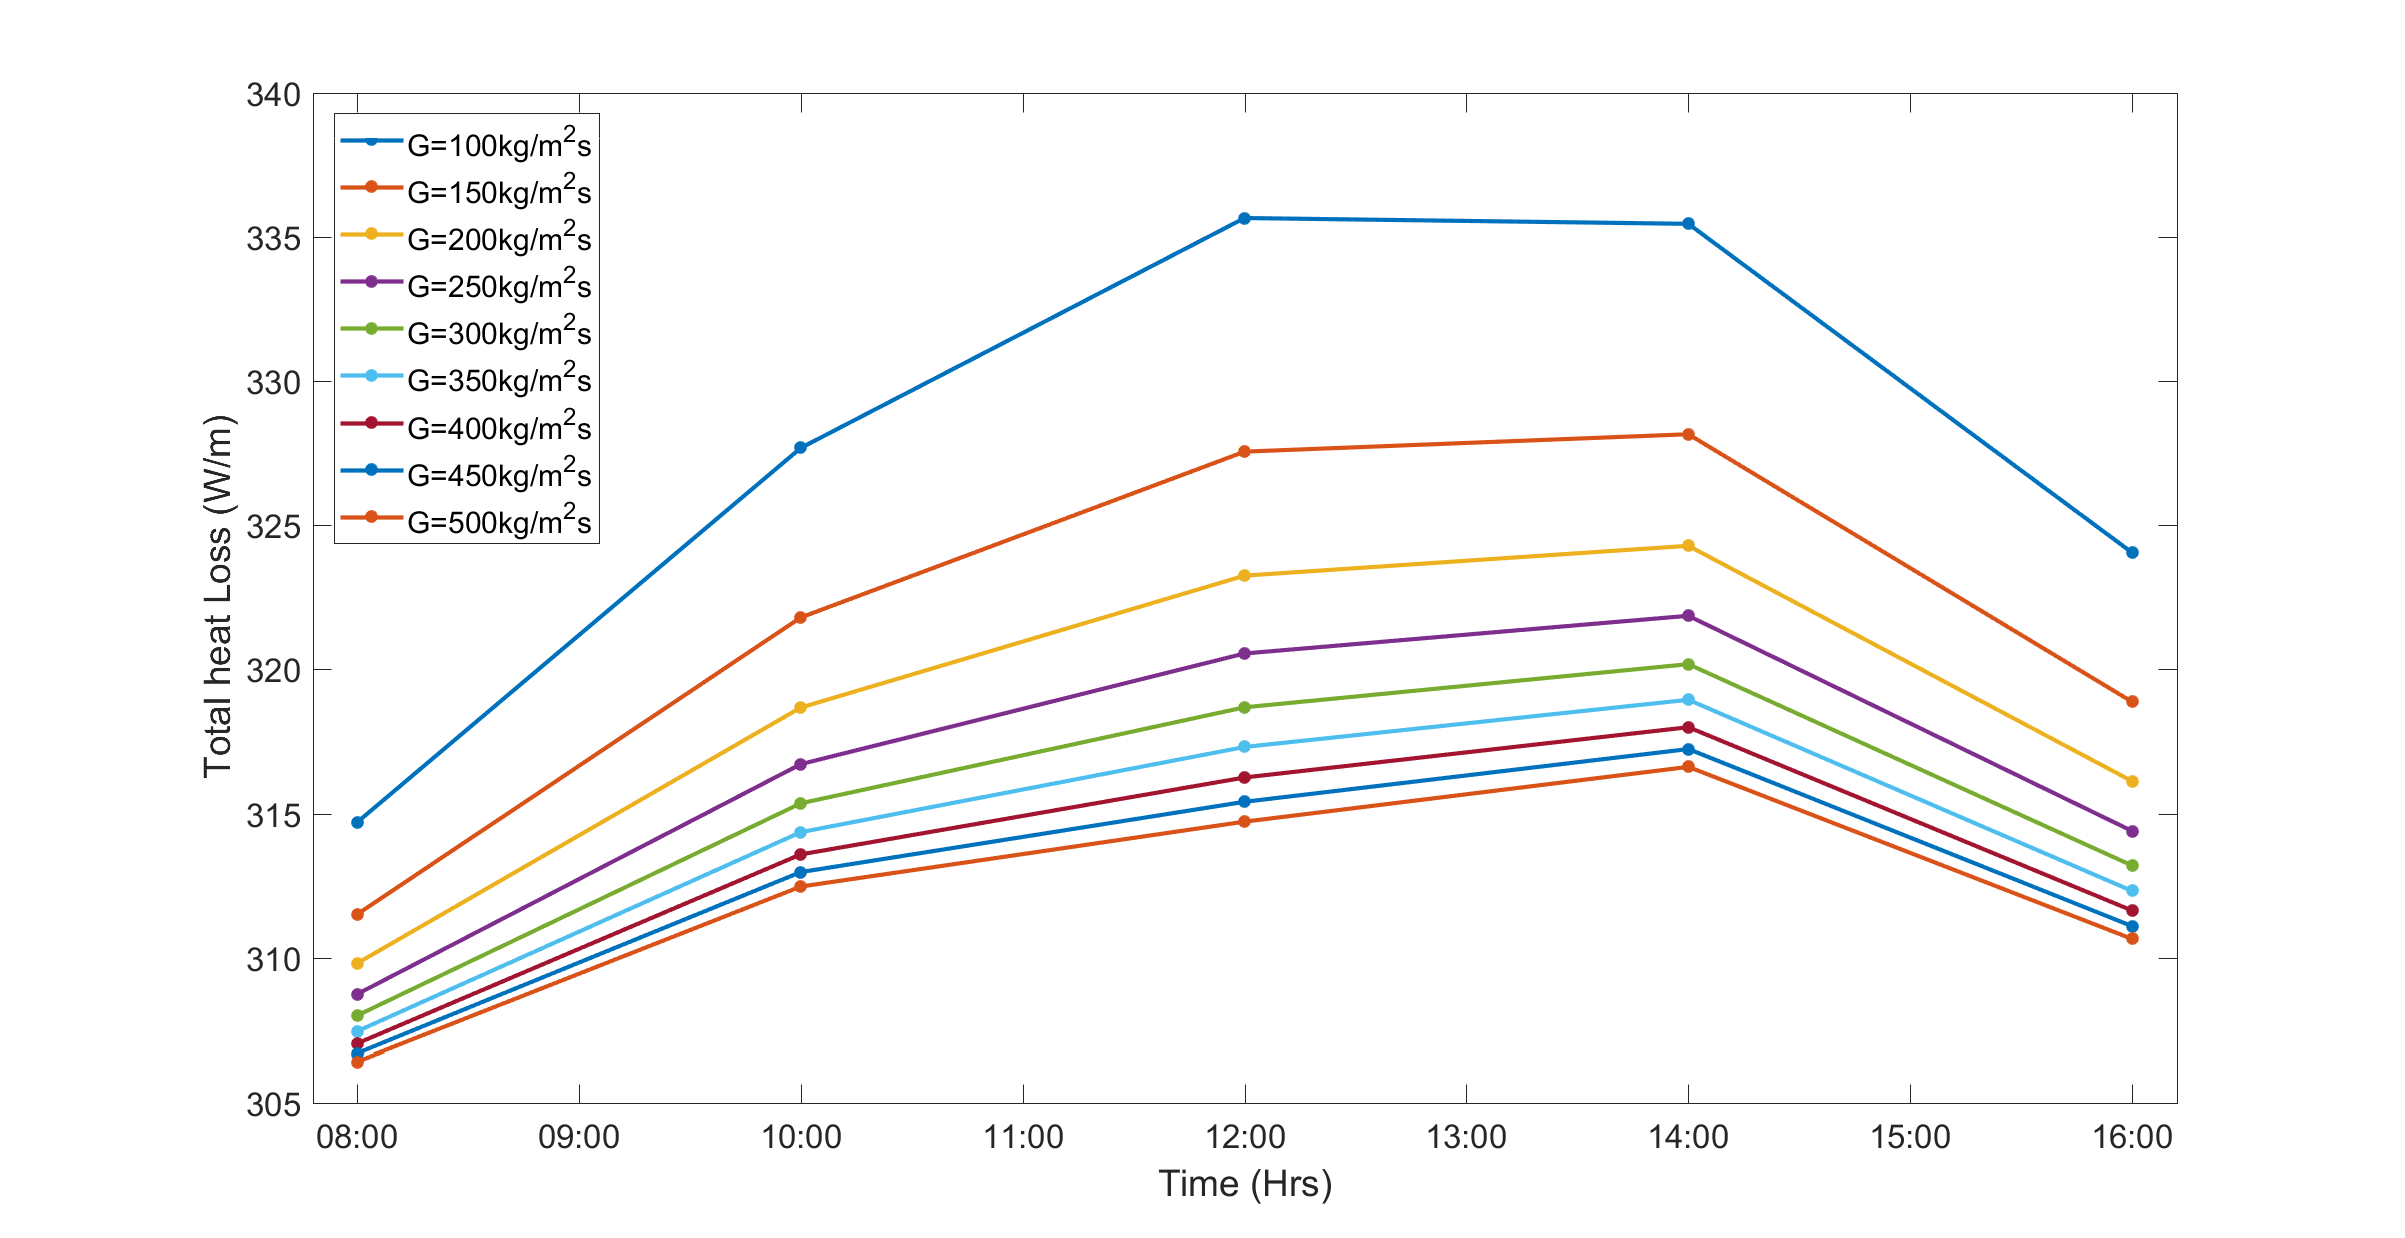 340
335
330
325
320
315
310
305
Total heat Loss (W/m)
G=100kg/m²s
G=150kg/m²s
G=200kg/m²s
G=250kg/m²s
G=300kg/m²s
G=350kg/m²s
G=400kg/m²s
G=450kg/m²s
G=500kg/m²s
08:00 09:00 10:00 11:00 12:00 13:00 14:00 15:00 16:00
Time (Hrs)